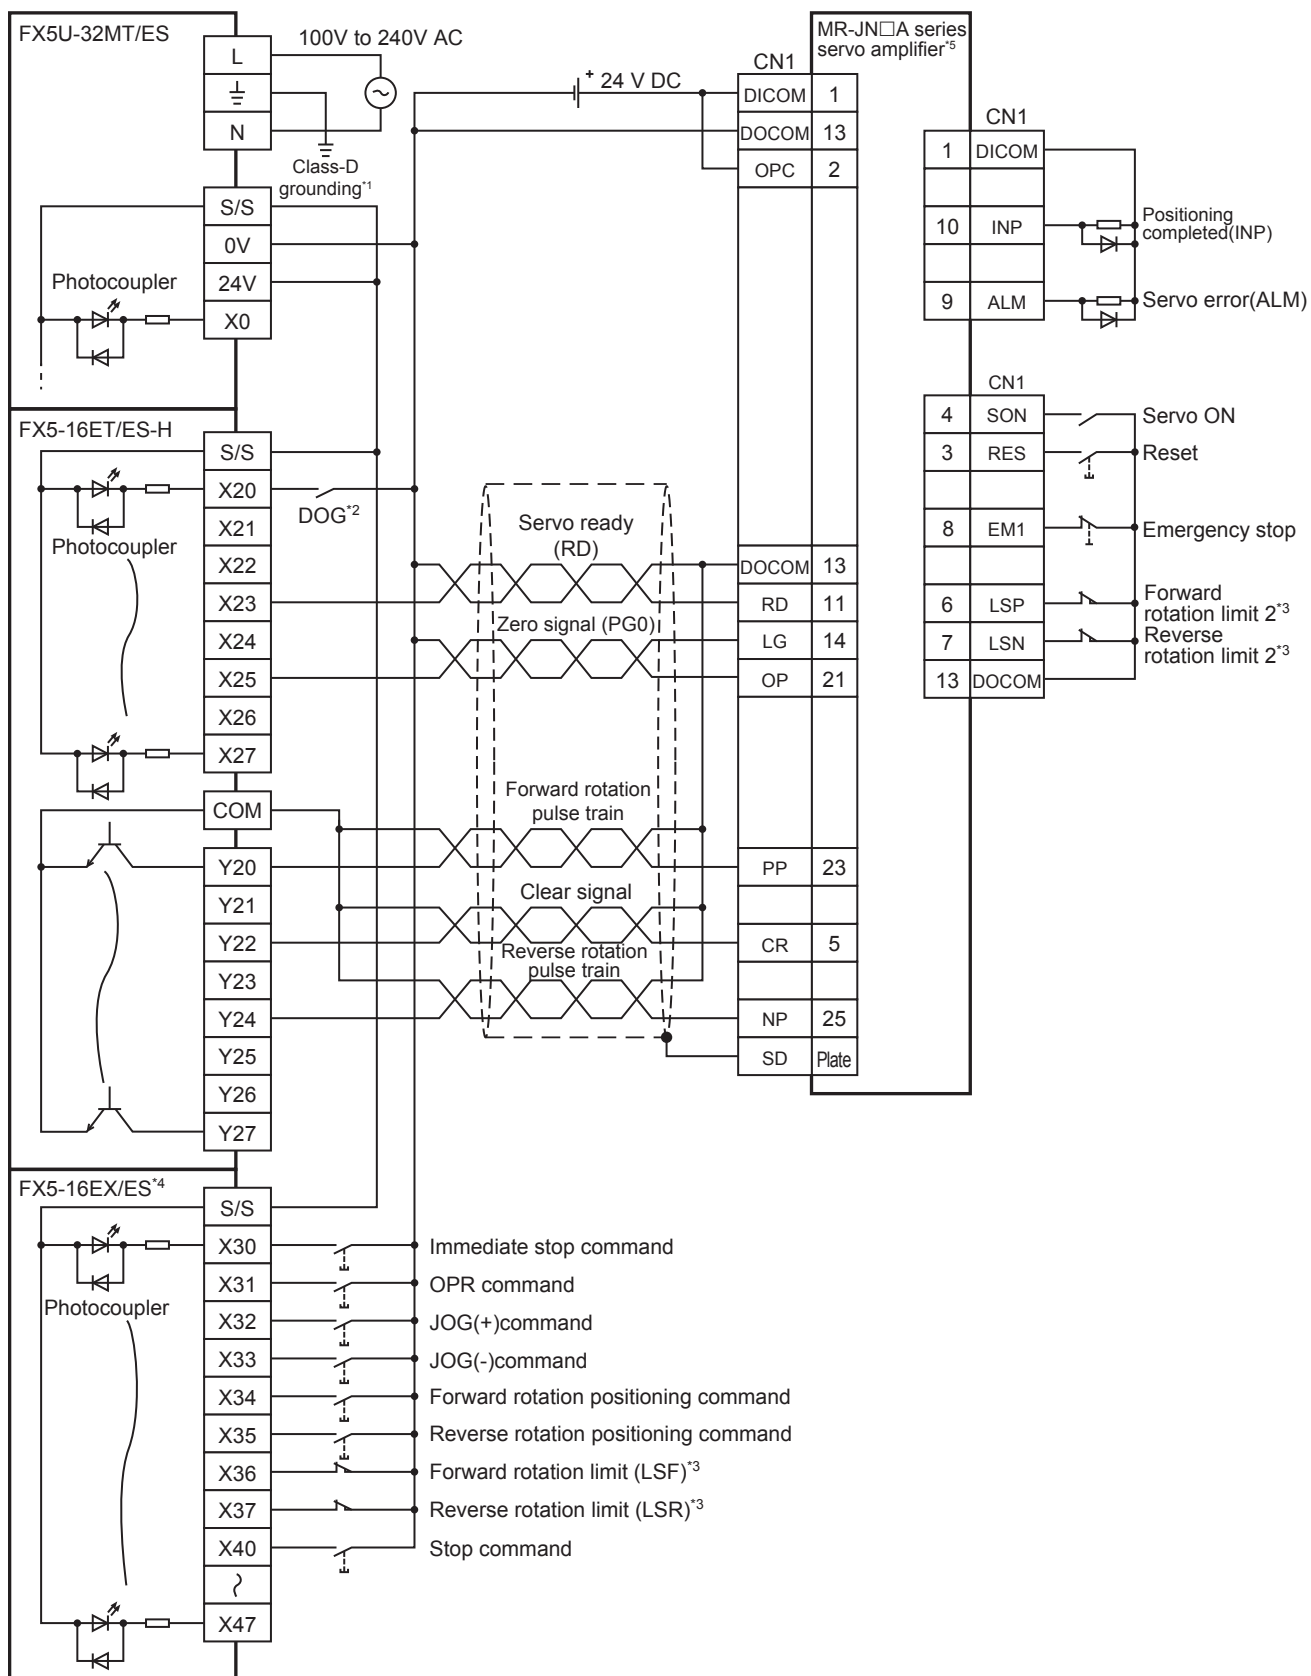 FX5U-32MT/ES
L
N
100V to 240V AC
Class-D
grounding*1
S/S
0V
24V
X0
Photocoupler
FX5-16ET/ES-H
S/S
X20
X21
X22
X23
X24
X25
X26
X27
Photocoupler
DOG*2
COM
Y20
Y21
Y22
Y23
Y24
Y25
Y26
Y27
FX5-16EX/ES*4
S/S
X30
X31
X32
X33
X34
X35
X36
X37
X40
X47
Photocoupler
Immediate stop command
OPR command
JOG(+)command
JOG(-)command
Forward rotation positioning command
Reverse rotation positioning command
Forward rotation limit (LSF)*3
Reverse rotation limit (LSR)*3
Stop command
+ 24 V DC
Servo ready
(RD)
Zero signal (PG0)
Forward rotation
pulse train
Clear signal
Reverse rotation
pulse train
MR-JN□A series
servo amplifier*5
CN1
DICOM 1
DOCOM 13
OPC 2
DOCOM 13
RD 11
LG 14
OP 21
PP 23
CR 5
NP 25
SD Plate
CN1
1 DICOM
10 INP
9 ALM
Positioning
completed(INP)
Servo error(ALM)
CN1
4 SON
3 RES
8 EM1
6 LSP
7 LSN
13 DOCOM
Servo ON
Reset
Emergency stop
Forward
rotation limit 2*3
Reverse
rotation limit 2*3